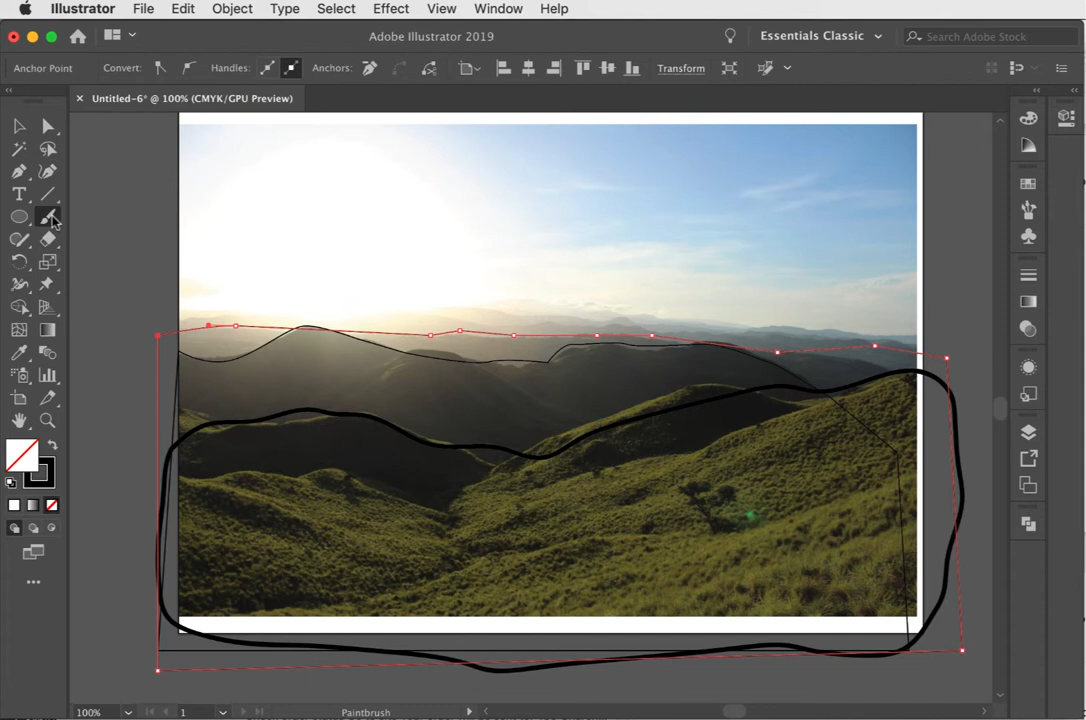 Illustrator File Edit Object Type Select Effect View Window Help
Adobe Illustrator 2019
Essentials Classic
Search Adobe Stock
Anchor Point Convert: Handles: Anchors: Transform
× Untitled-6* @ 100% (CMYK/GPU Preview)
T
100% 1 Paintbrush